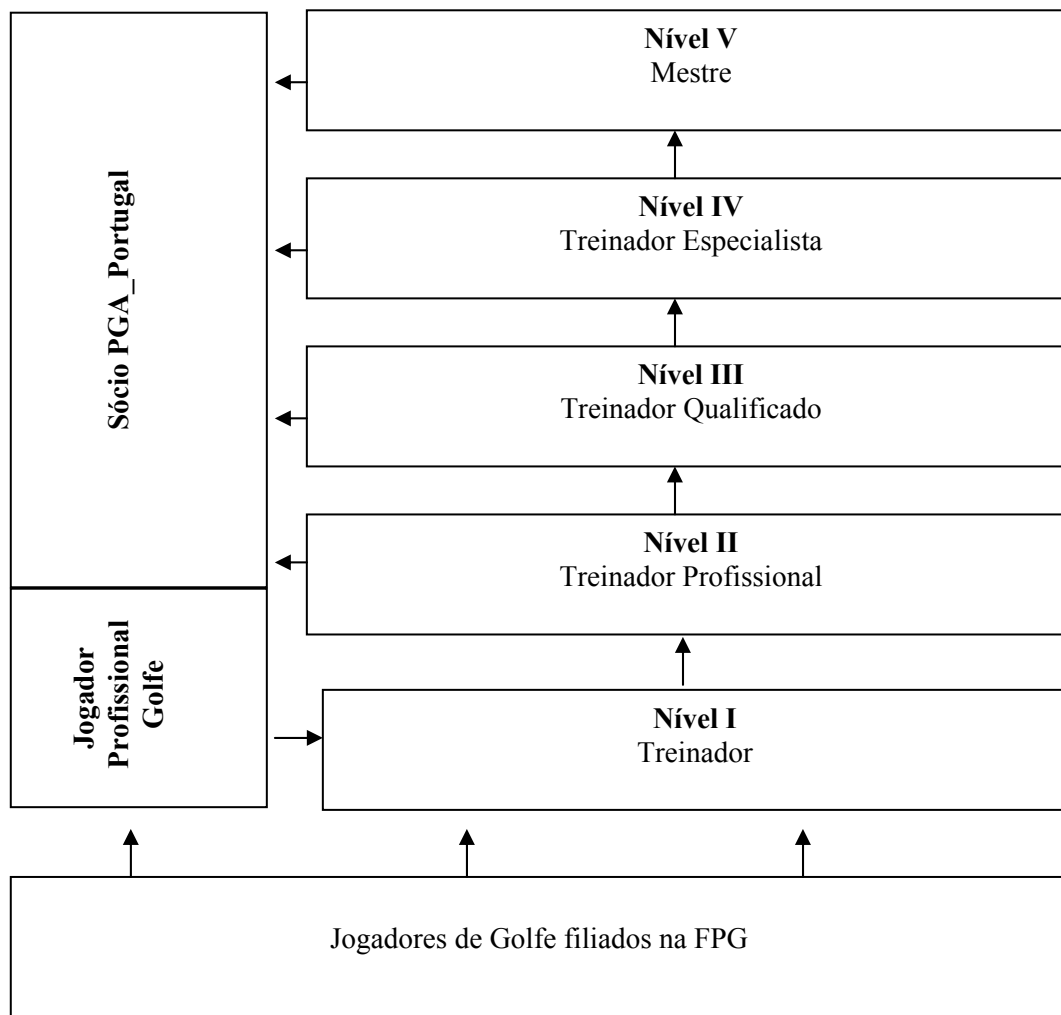 Nível V
Mestre
Nível IV
Treinador Especialista
Nível III
Treinador Qualificado
Nível II
Treinador Profissional
Nível I
Treinador
Sócio PGA_Portugal
Jogador
Profissional
Golfe
Jogadores de Golfe filiados na FPG